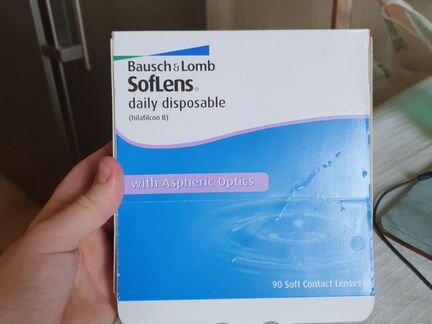 Bausch & Lomb
SofLens®
daily disposable
(hilafilcon B)
with Aspheric Optics
90 Soft Contact Lenses